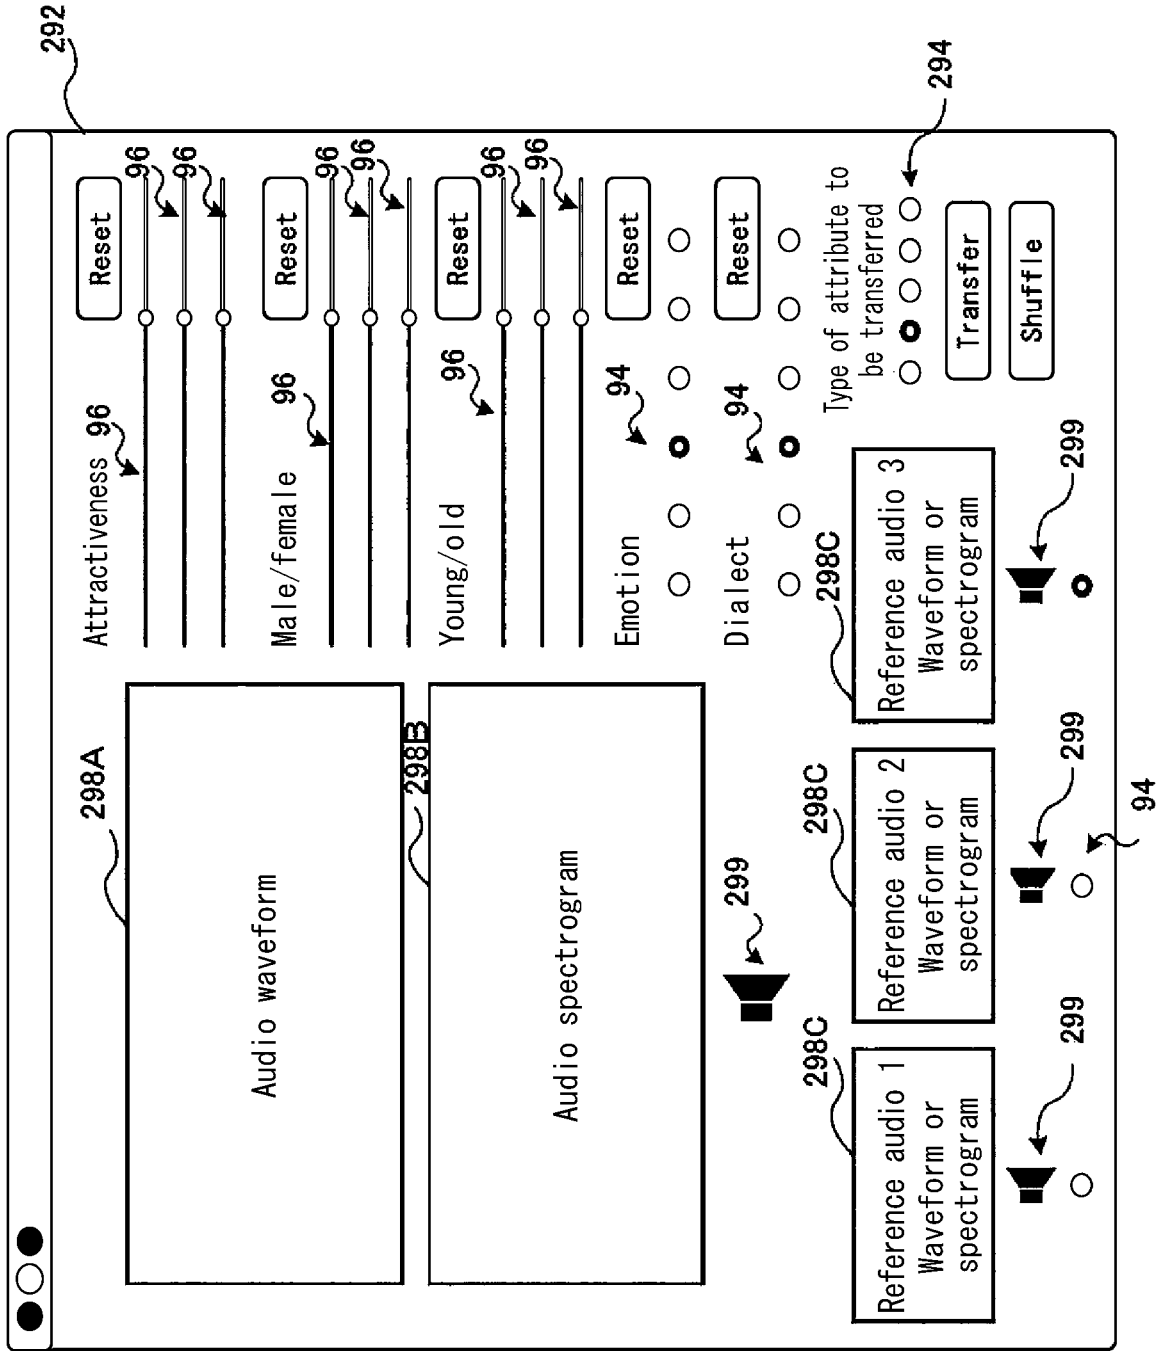 292
298A
Audio waveform
298B
Audio spectrogram
299
Attractiveness
Reset
96
96
96
Male/female
Reset
96
96
96
Young/old
Reset
96
96
96
Emotion
Reset
94
Dialect
Reset
94
298C
Reference audio 1
Waveform or
spectrogram
299
298C
Reference audio 2
Waveform or
spectrogram
299
94
298C
Reference audio 3
Waveform or
spectrogram
299
Type of attribute to
be transferred
294
Transfer
Shuffle